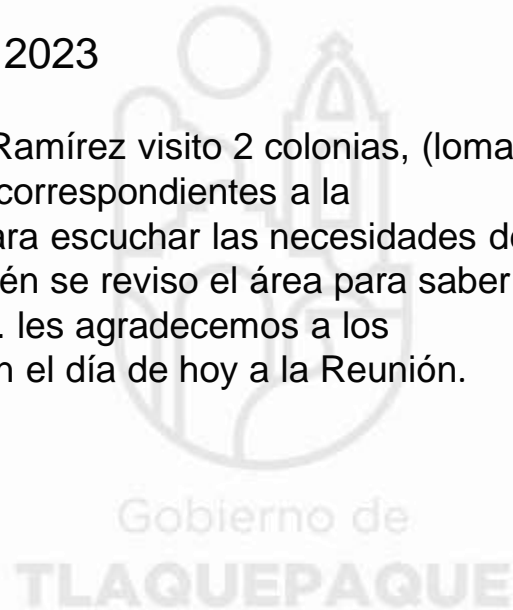 2023
Ramírez visito 2 colonias, (loma
correspondientes a la
ara escuchar las necesidades de
én se reviso el área para saber
. les agradecemos a los
n el día de hoy a la Reunión.
Gobierno de
TLAQUEPAQUE